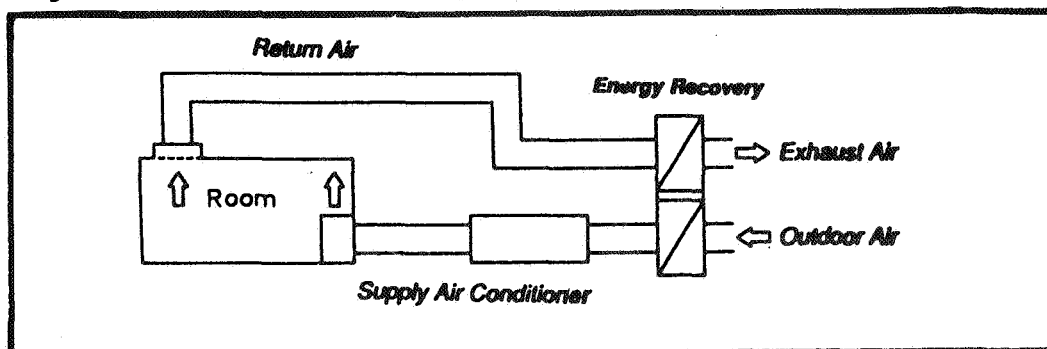 Return Air
Energy Recovery
Exhaust Air
Room
Outdoor Air
Supply Air Conditioner